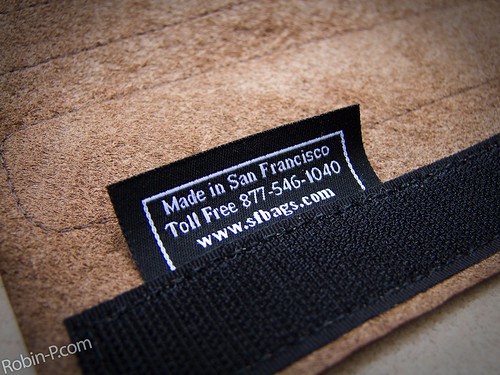 Made in San Francisco
Toll Free 877-546-1040
www.sfbags.com
Robin-P.com